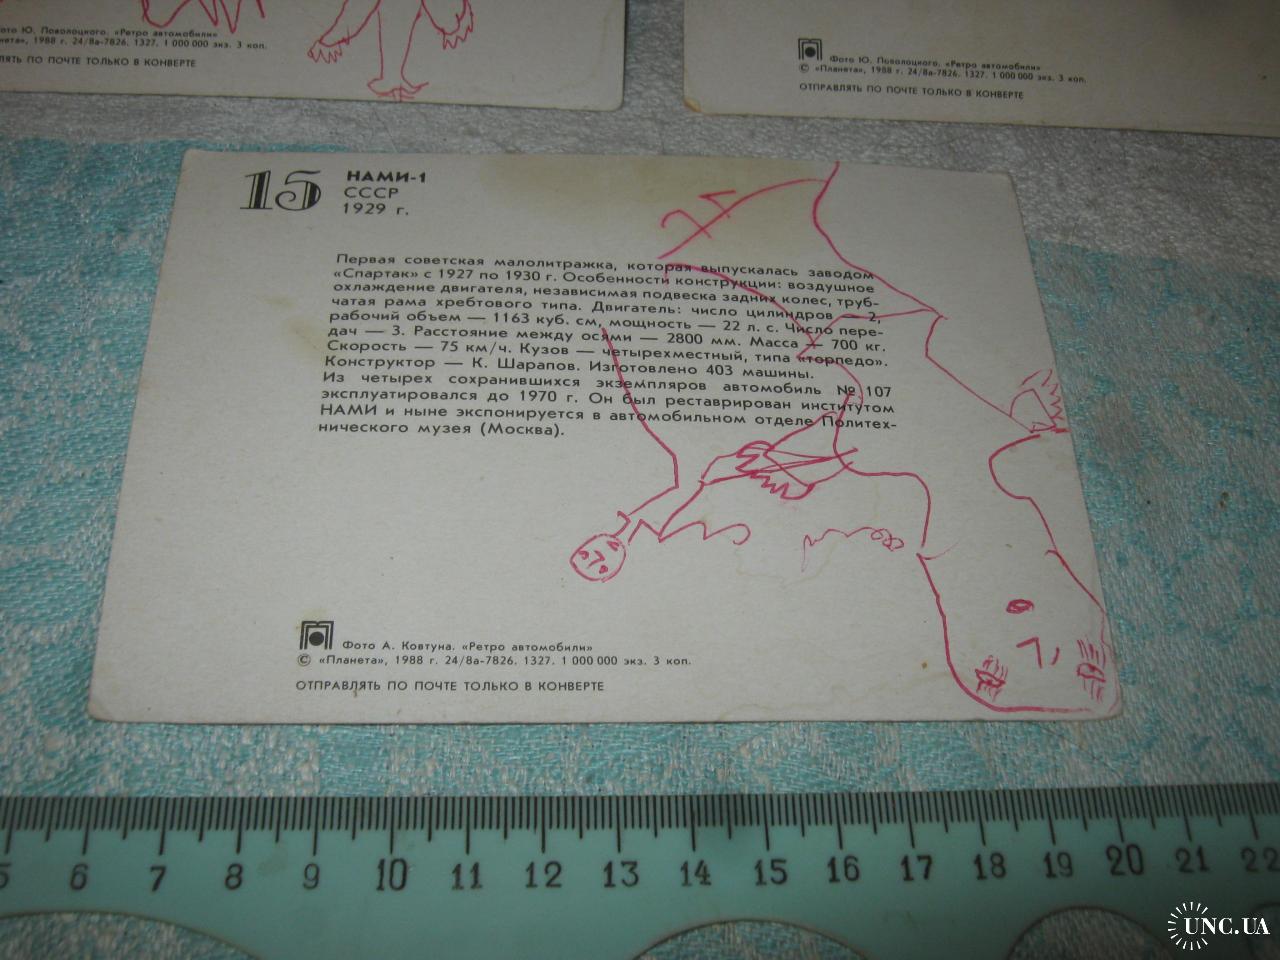 ото Ю. Поволоцкого. «Ретро автомобили»
нета», 1988 г. 24/8а-7826. 1327. 1 000 000 экз. 3 коп.
ЛЯТЬ ПО ПОЧТЕ ТОЛЬКО В КОНВЕРТЕ
Фото Ю. Поволоцкого. «Ретро автомобили»
© «Планета», 1988 г. 24/8а-7826. 1327. 1 000 000 экз. 3 коп.
ОТПРАВЛЯТЬ ПО ПОЧТЕ ТОЛЬКО В КОНВЕРТЕ
15
НАМИ-1
СССР
1929 г.
Первая советская малолитражка, которая выпускалась заводом
«Спартак» с 1927 по 1930 г. Особенности конструкции: воздушное
охлаждение двигателя, независимая подвеска задних колес, труб-
чатая рама хребтового типа. Двигатель: число цилиндров — 2,
рабочий объем — 1163 куб. см, мощность — 22 л. с. Число пере-
дач — 3. Расстояние между осями — 2800 мм. Масса — 700 кг.
Скорость — 75 км/ч. Кузов — четырехместный, типа «торпедо».
Конструктор — К. Шарапов. Изготовлено 403 машины.
Из четырех сохранившихся экземпляров автомобиль № 107
эксплуатировался до 1970 г. Он был реставрирован институтом
НАМИ и ныне экспонируется в автомобильном отделе Политех-
нического музея (Москва).
Фото А. Ковтуна. «Ретро автомобили»
© «Планета», 1988 г. 24/8а-7826. 1327. 1 000 000 экз. 3 коп.
ОТПРАВЛЯТЬ ПО ПОЧТЕ ТОЛЬКО В КОНВЕРТЕ
5 6 7 8 9 10 11 12 13 14 15 16 17 18 19 20 21 22
UNC.UA